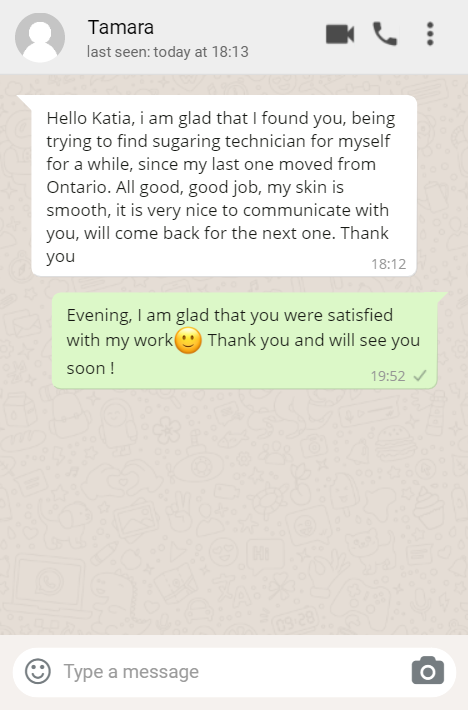 Tamara
last seen: today at 18:13
Hello Katia, i am glad that I found you, being
trying to find sugaring technician for myself
for a while, since my last one moved from
Ontario. All good, good job, my skin is
smooth, it is very nice to communicate with
you, will come back for the next one. Thank
you
18:12
Evening, I am glad that you were satisfied
with my work🙂 Thank you and will see you
soon !
19:52
Type a message